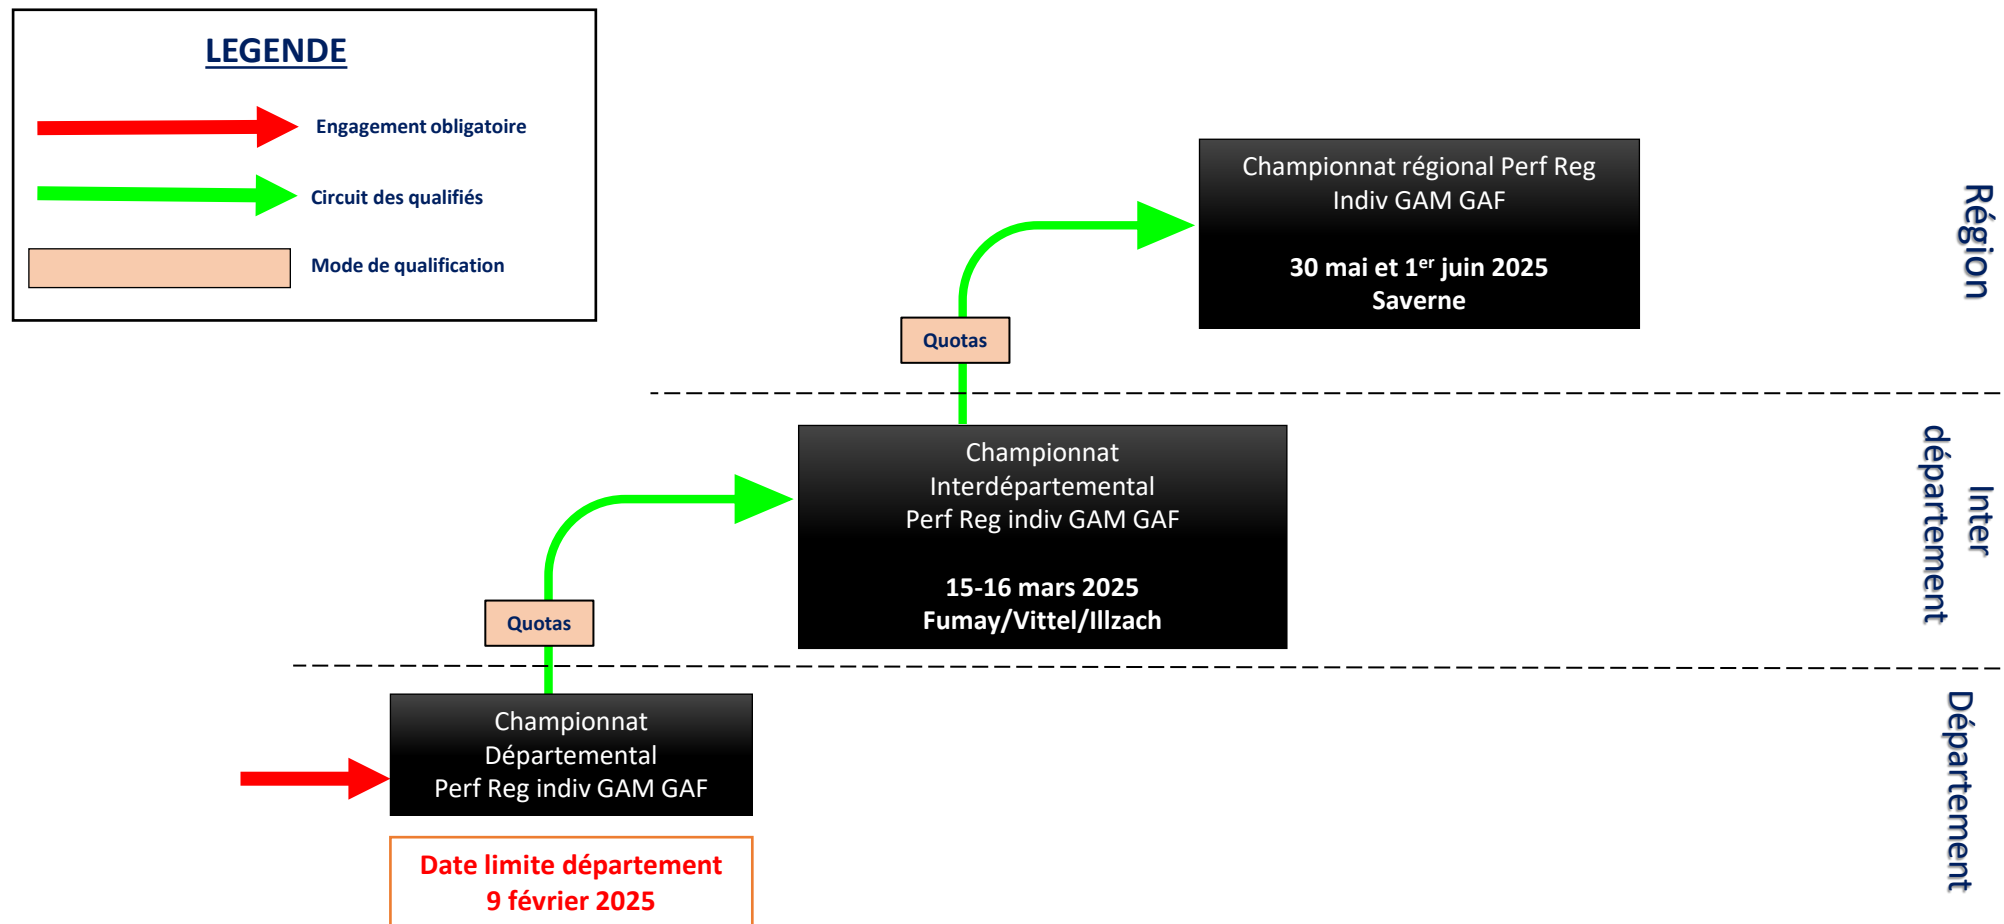 LEGENDE
Engagement obligatoire
Circuit des qualifiés
Mode de qualification
Championnat régional Perf Reg
Indiv GAM GAF
30 mai et 1er juin 2025
Saverne
Région
Quotas
Championnat
Interdépartemental
Perf Reg indiv GAM GAF
15-16 mars 2025
Fumay/Vittel/Illzach
Inter
département
Quotas
Championnat
Départemental
Perf Reg indiv GAM GAF
Département
Date limite département
9 février 2025